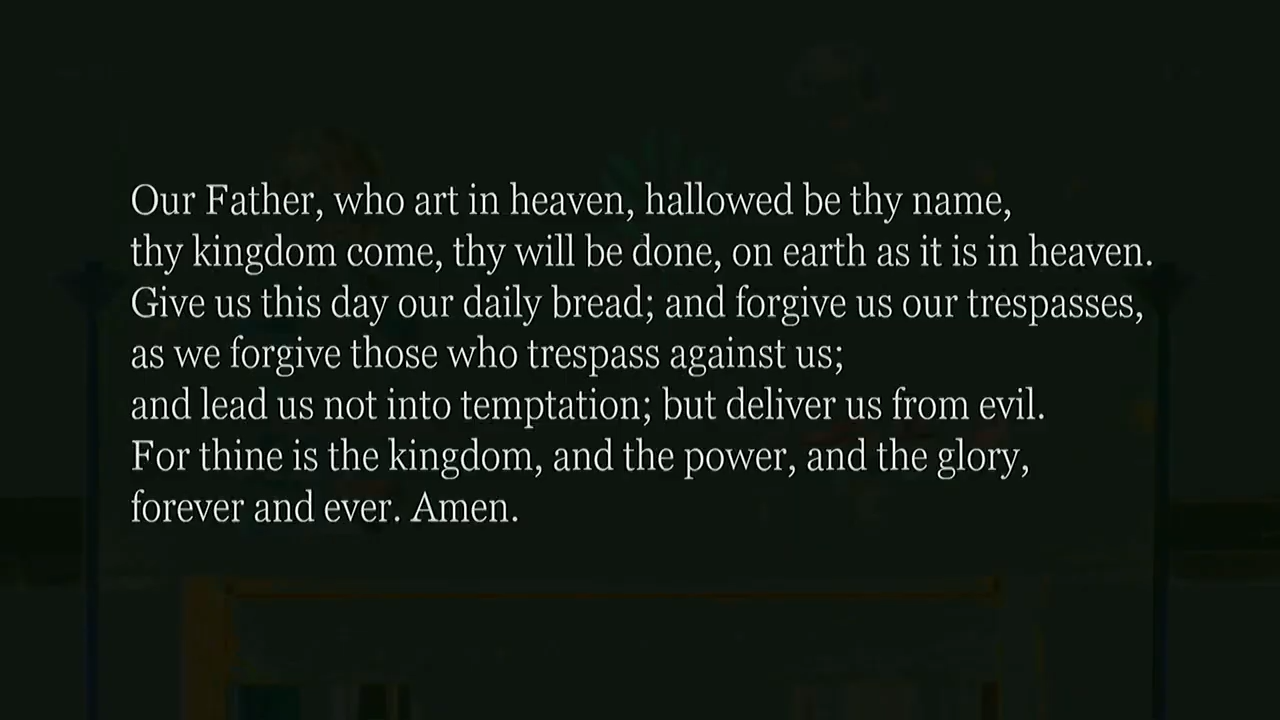 Our Father, who art in heaven, hallowed be thy name,
thy kingdom come, thy will be done, on earth as it is in heaven.
Give us this day our daily bread; and forgive us our trespasses,
as we forgive those who trespass against us;
and lead us not into temptation; but deliver us from evil.
For thine is the kingdom, and the power, and the glory,
forever and ever. Amen.